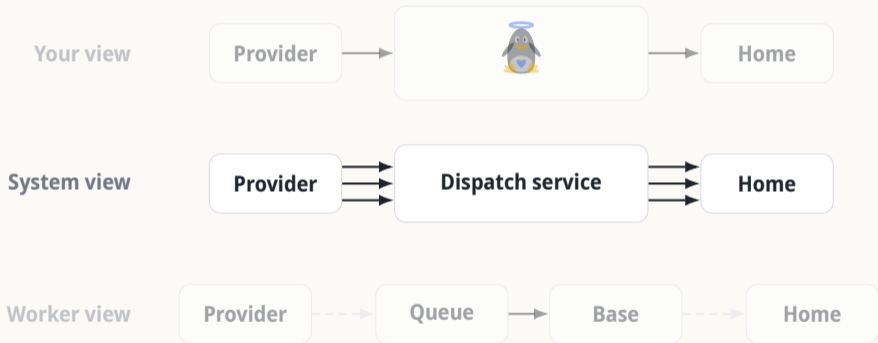 Your view
Provider
Home
System view
Provider
Dispatch service
Home
Worker view
Provider
Queue
Base
Home